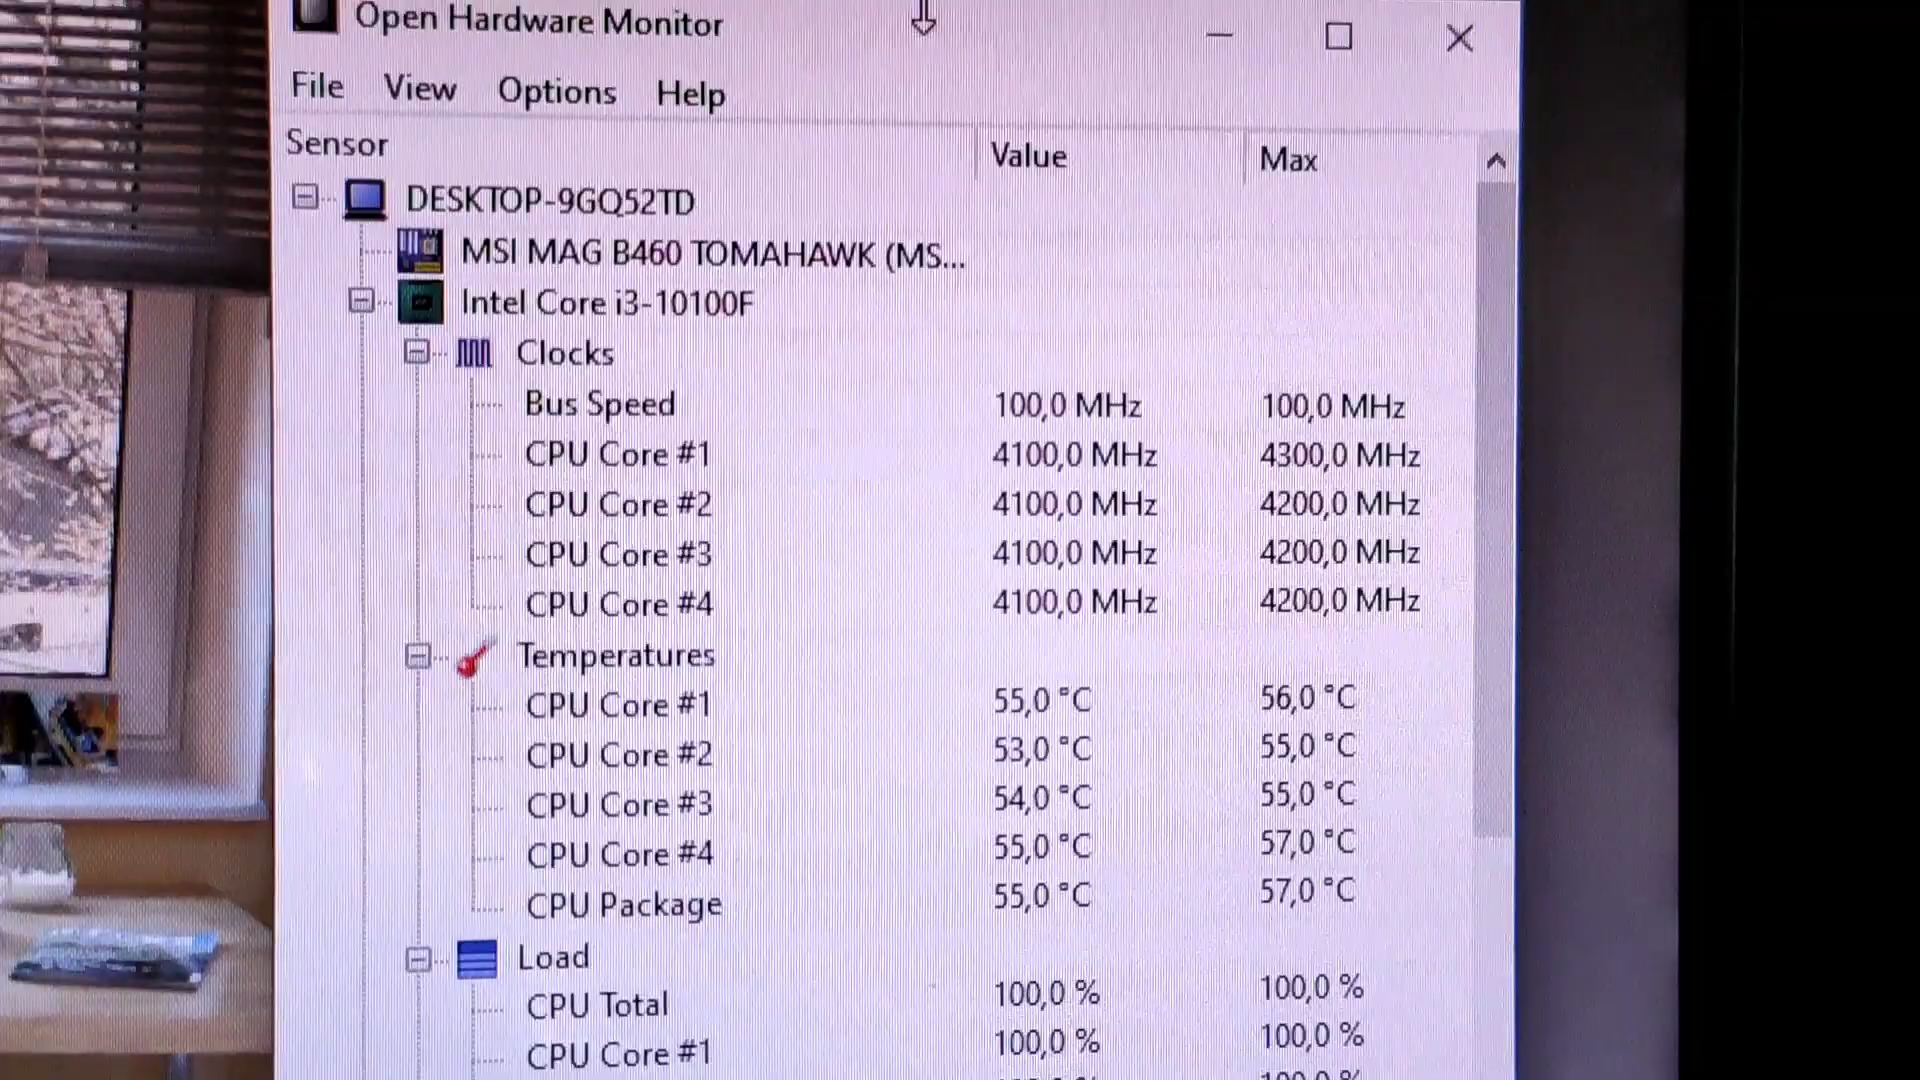 Open Hardware Monitor
File View Options Help
Sensor Value Max
DESKTOP-9GQ52TD
MSI MAG B460 TOMAHAWK (MS...
Intel Core i3-10100F
Clocks
Bus Speed 100,0 MHz 100,0 MHz
CPU Core #1 4100,0 MHz 4300,0 MHz
CPU Core #2 4100,0 MHz 4200,0 MHz
CPU Core #3 4100,0 MHz 4200,0 MHz
CPU Core #4 4100,0 MHz 4200,0 MHz
Temperatures
CPU Core #1 55,0 °C 56,0 °C
CPU Core #2 53,0 °C 55,0 °C
CPU Core #3 54,0 °C 55,0 °C
CPU Core #4 55,0 °C 57,0 °C
CPU Package 55,0 °C 57,0 °C
Load
CPU Total 100,0 % 100,0 %
CPU Core #1 100,0 % 100,0 %